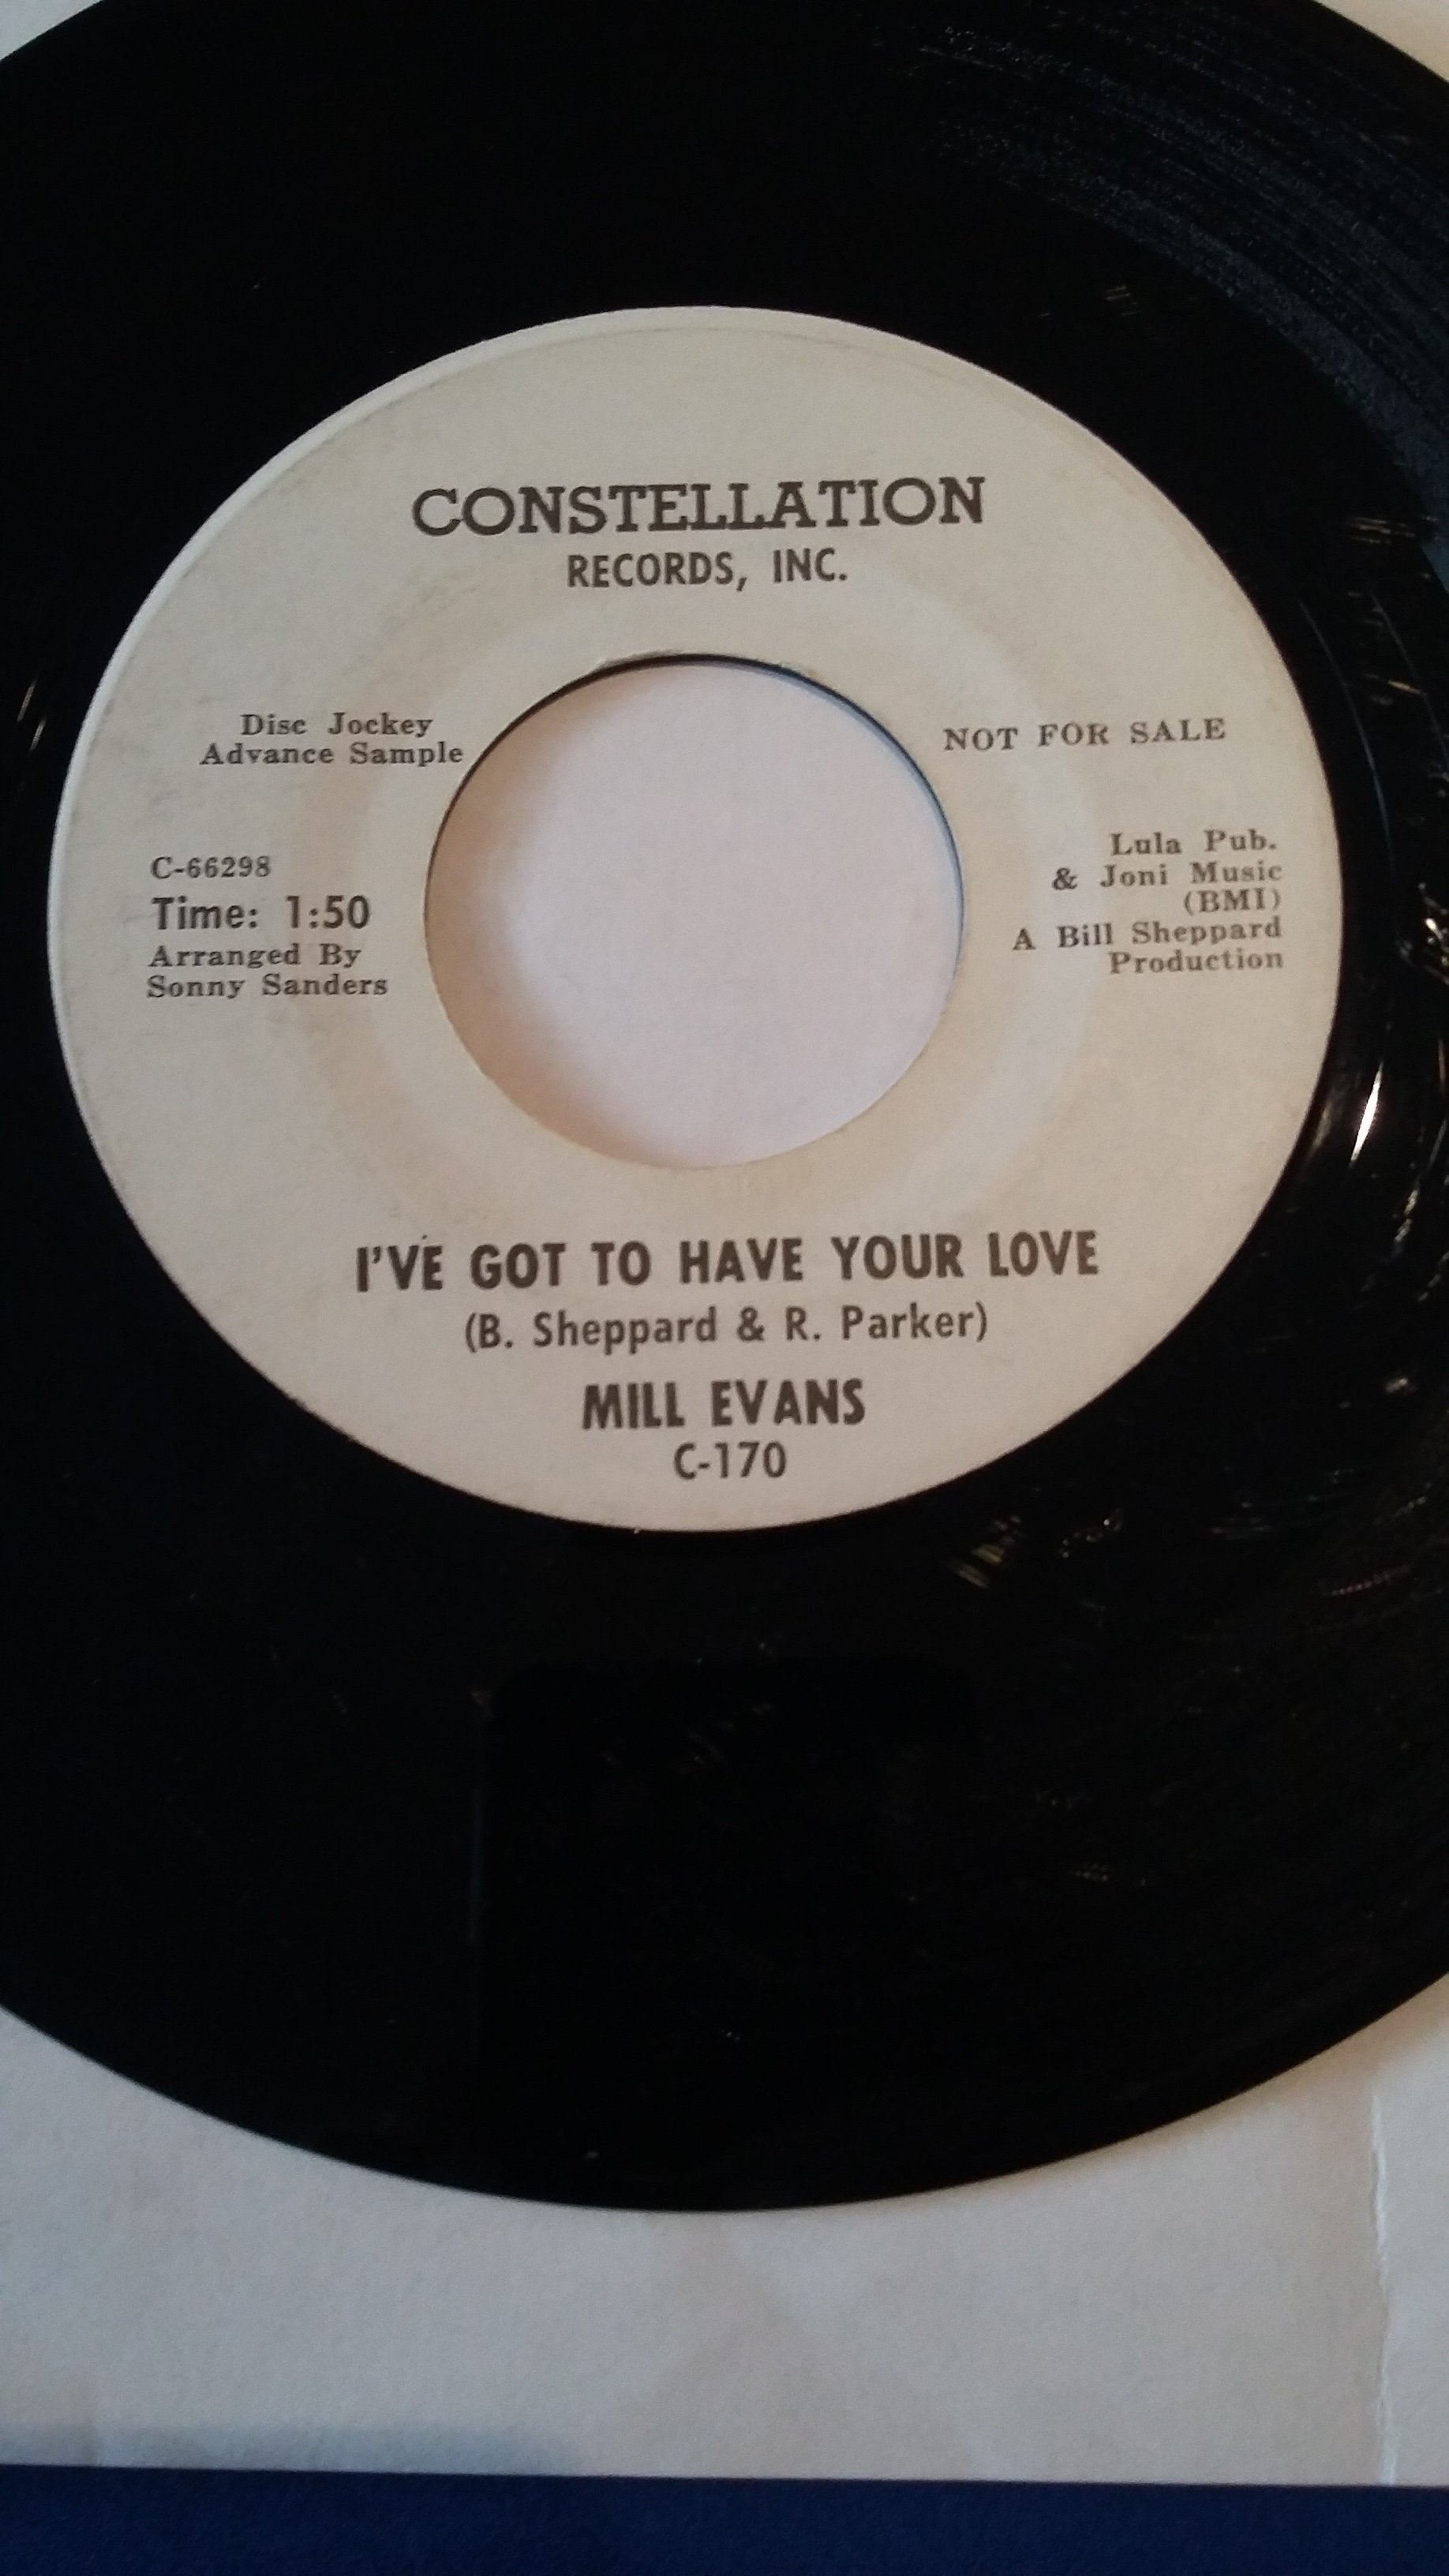 CONSTELLATION
RECORDS, INC.
Disc Jockey
Advance Sample
NOT FOR SALE
C-66298
Time: 1:50
Arranged By
Sonny Sanders
Lula Pub.
& Joni Music
(BMI)
A Bill Sheppard
Production
I'VE GOT TO HAVE YOUR LOVE
(B. Sheppard & R. Parker)
MILL EVANS
C-170